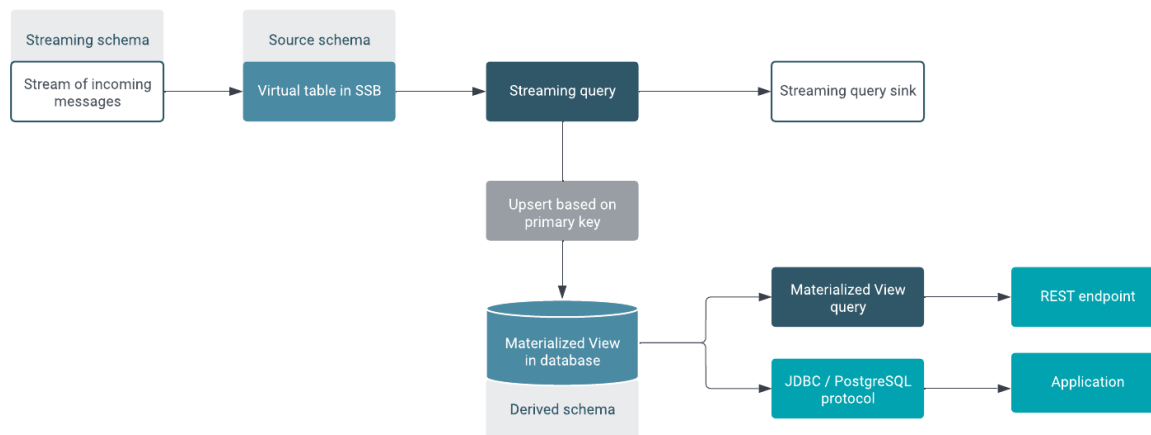 Streaming schema
Stream of incoming
messages
Source schema
Virtual table in SSB
Streaming query
Streaming query sink
Upsert based on
primary key
Materialized View
in database
Derived schema
Materialized View
query
REST endpoint
JDBC / PostgreSQL
protocol
Application